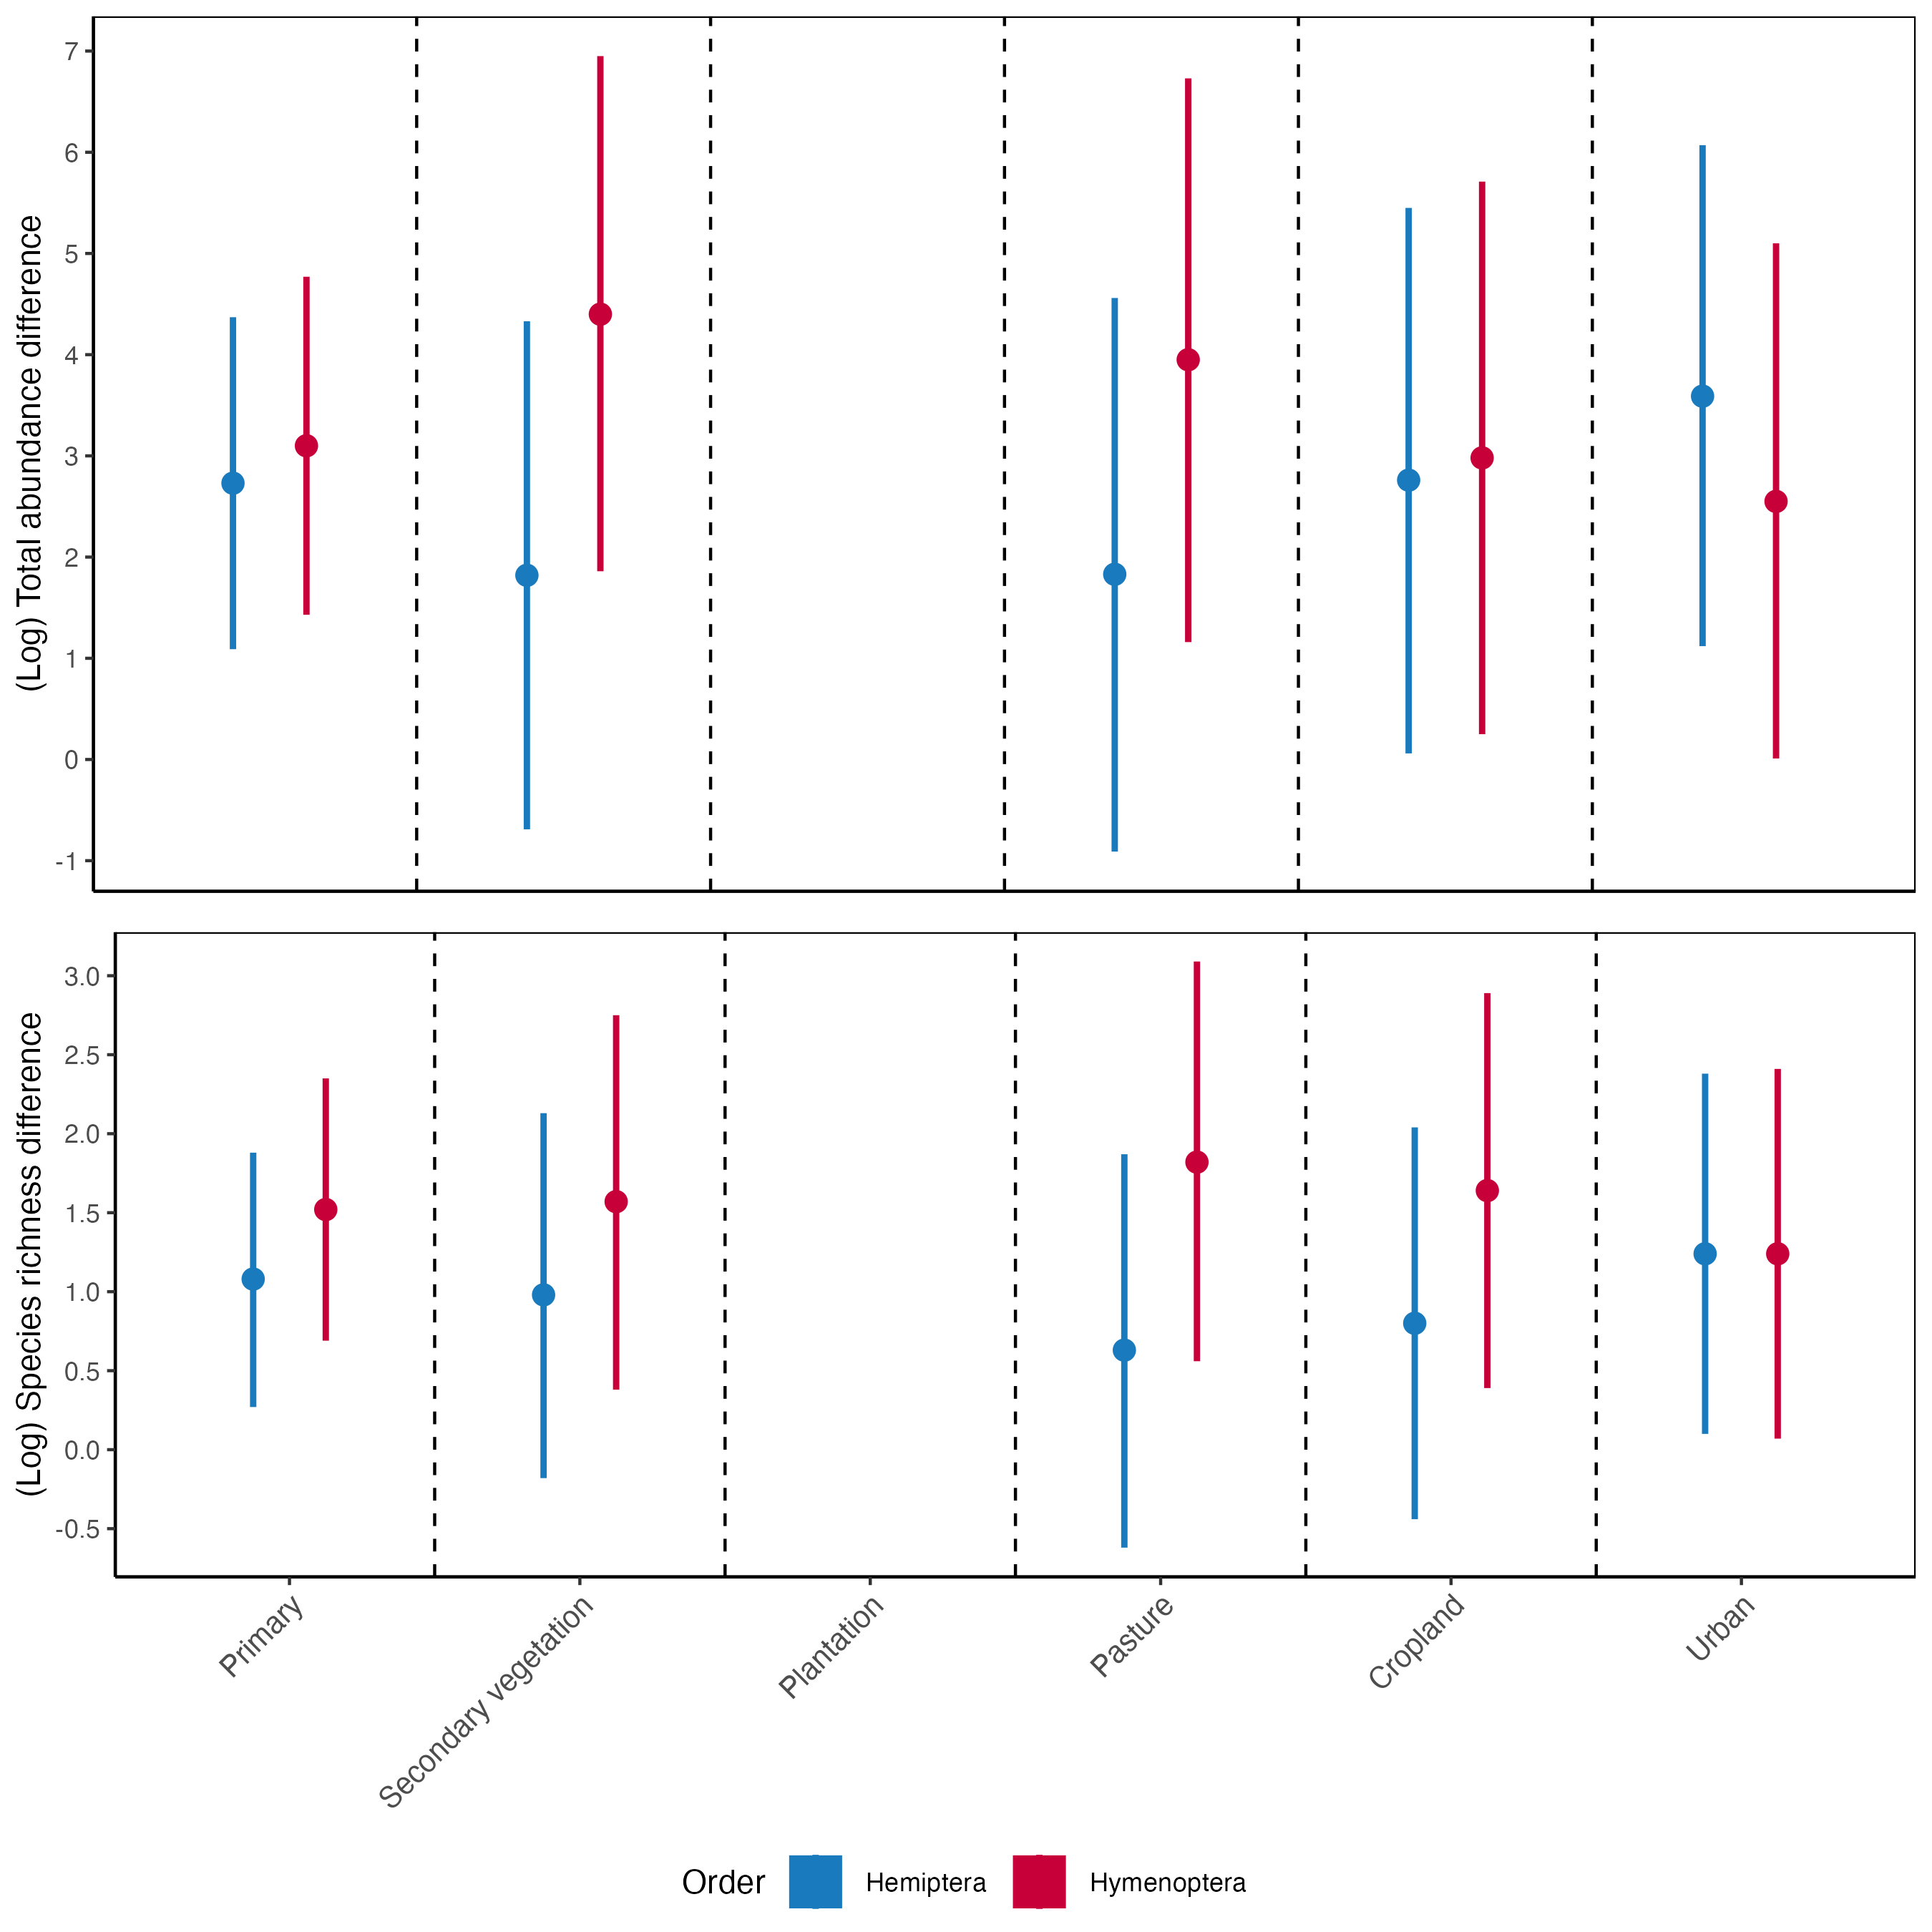 (Log) Total abundance difference
7
6
5
4
3
2
1
0
-1
(Log) Species richness difference
3.0
2.5
2.0
1.5
1.0
0.5
0.0
-0.5
Primary
Secondary vegetation
Plantation
Pasture
Cropland
Urban
Order Hemiptera Hymenoptera